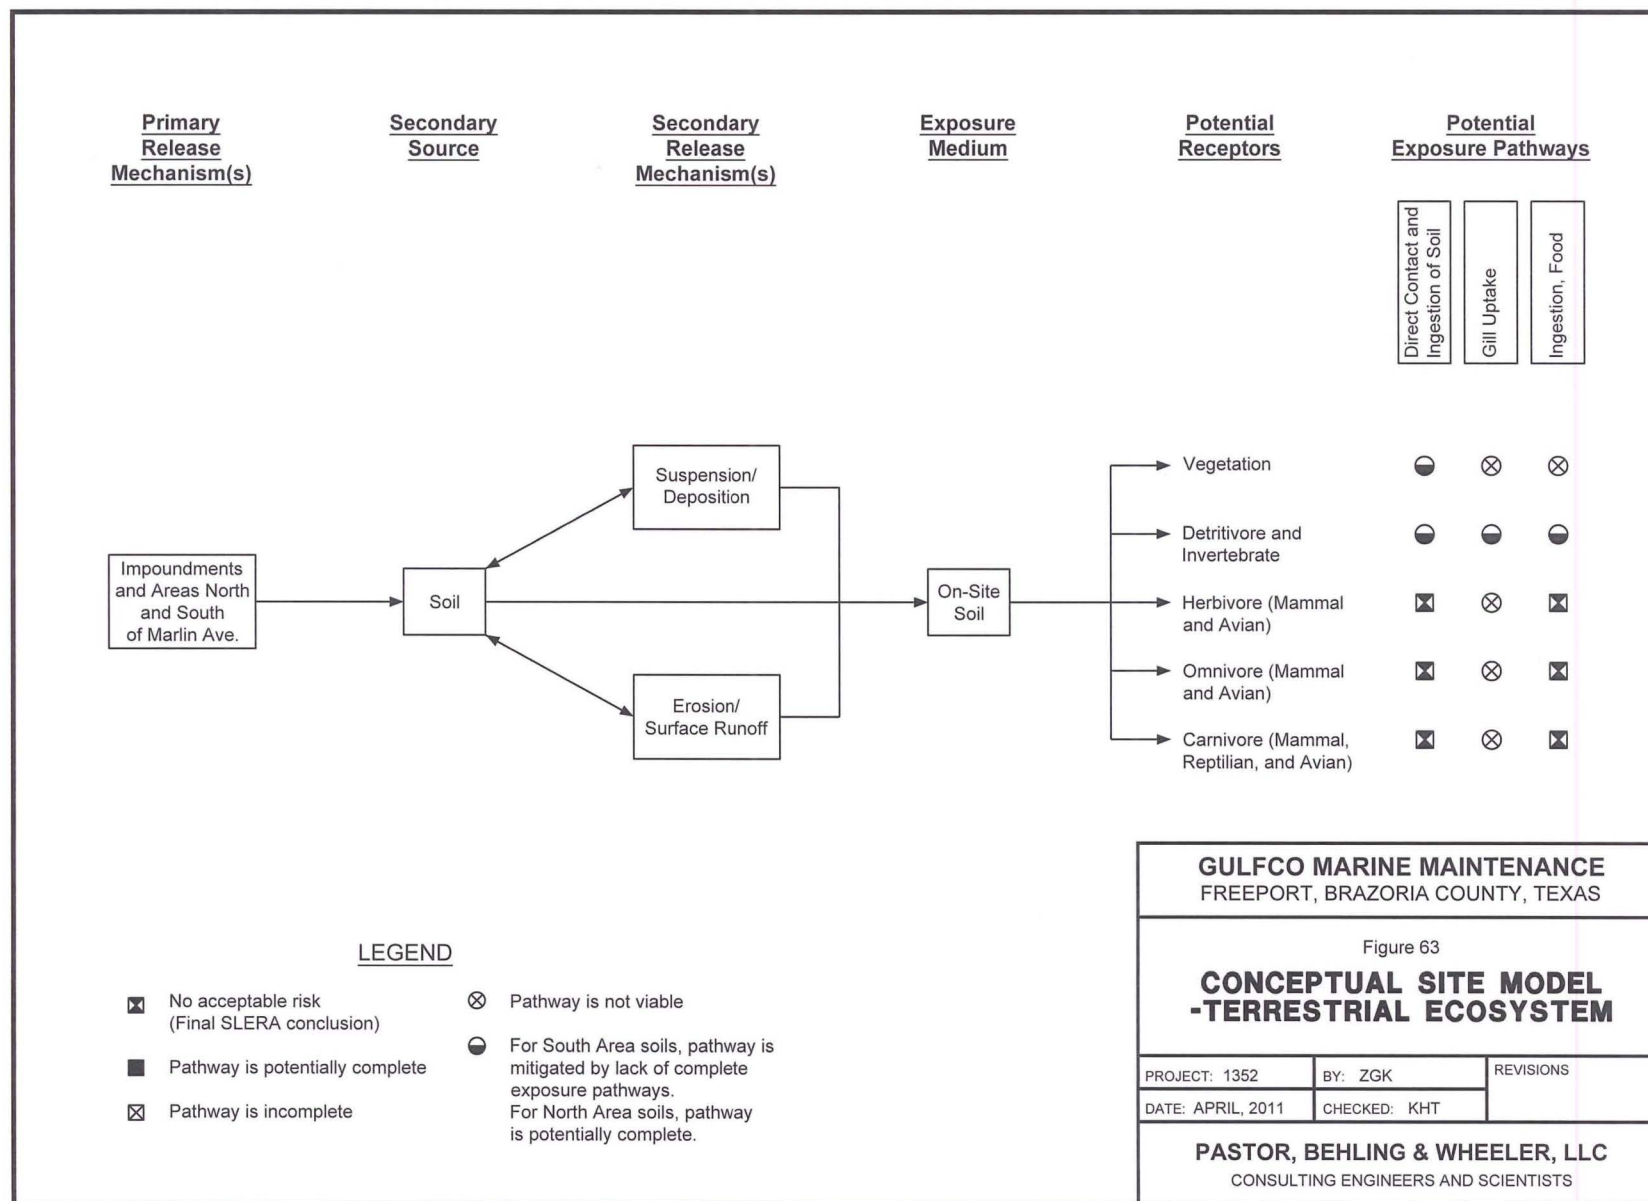 Primary
Release
Mechanism(s)
Secondary
Source
Secondary
Release
Mechanism(s)
Exposure
Medium
Potential
Receptors
Potential
Exposure Pathways
Direct Contact and
Ingestion of Soil
Gill Uptake
Ingestion, Food
Impoundments
and Areas North
and South
of Marlin Ave.
Soil
Suspension/
Deposition
Erosion/
Surface Runoff
On-Site
Soil
Vegetation
Detritivore and
Invertebrate
Herbivore (Mammal
and Avian)
Omnivore (Mammal
and Avian)
Carnivore (Mammal,
Reptilian, and Avian)
LEGEND
No acceptable risk
(Final SLERA conclusion)
Pathway is potentially complete
Pathway is incomplete
Pathway is not viable
For South Area soils, pathway is
mitigated by lack of complete
exposure pathways.
For North Area soils, pathway
is potentially complete.
GULFCO MARINE MAINTENANCE
FREEPORT, BRAZORIA COUNTY, TEXAS
Figure 63
CONCEPTUAL SITE MODEL
-TERRESTRIAL ECOSYSTEM
PROJECT: 1352
BY: ZGK
REVISIONS
DATE: APRIL, 2011
CHECKED: KHT
PASTOR, BEHLING & WHEELER, LLC
CONSULTING ENGINEERS AND SCIENTISTS